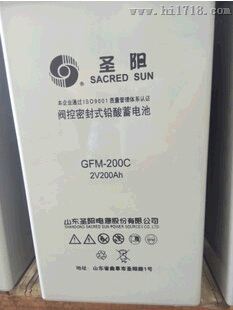 www.hi1718.com
圣阳
SACRED SUN
本企业通过ISO9001质量管理体系认证
阀控密封式铅酸蓄电池
GFM-200C
2V200Ah
山东圣阳电源股份有限公司
SHANDONG SACRED SUN POWER SOURCES CO.,LTD
地址:山东省曲阜市圣阳路1号